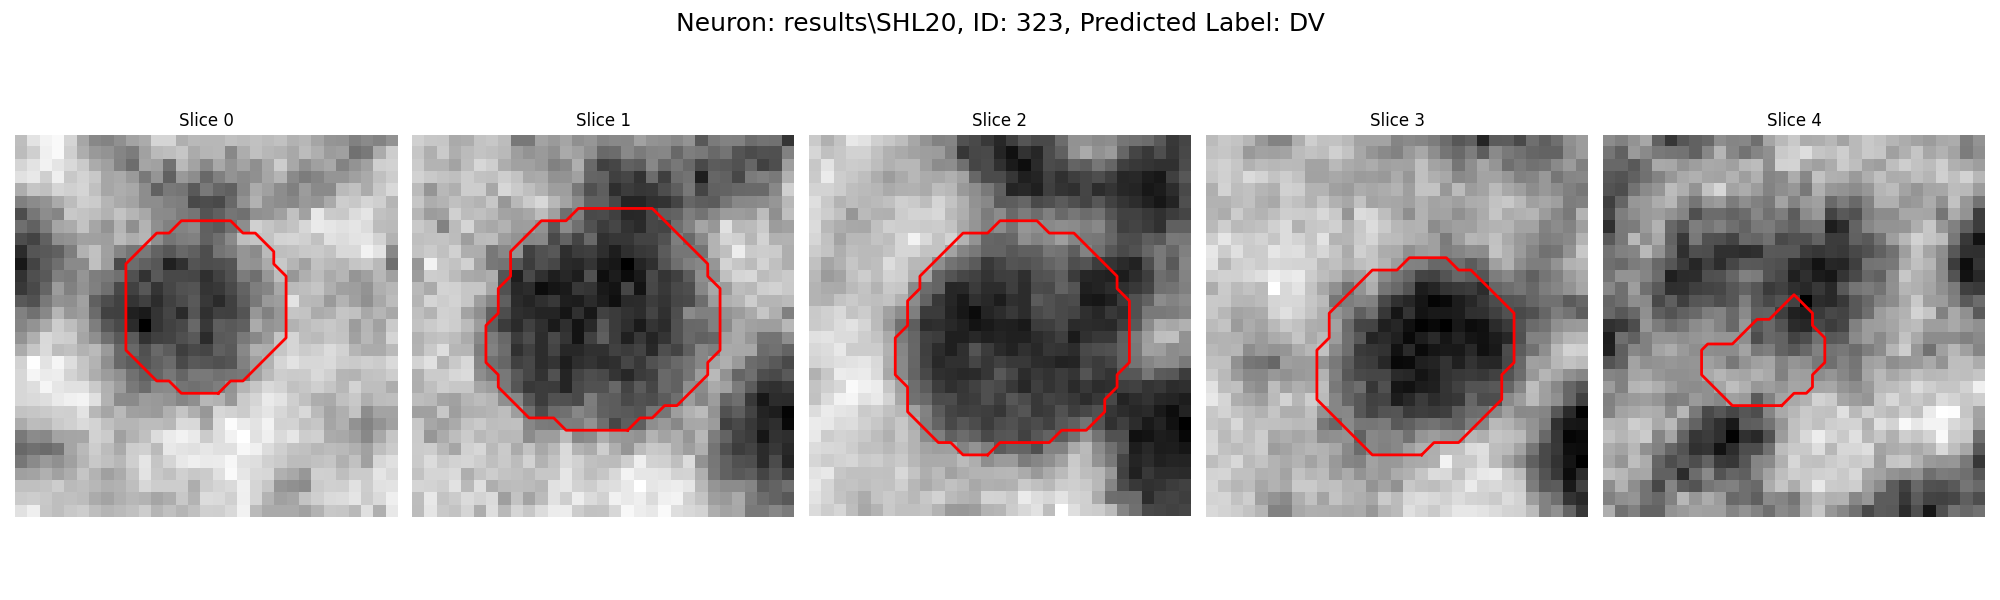 Neuron: results\SHL20, ID: 323, Predicted Label: DV
Slice 0
Slice 1
Slice 2
Slice 3
Slice 4